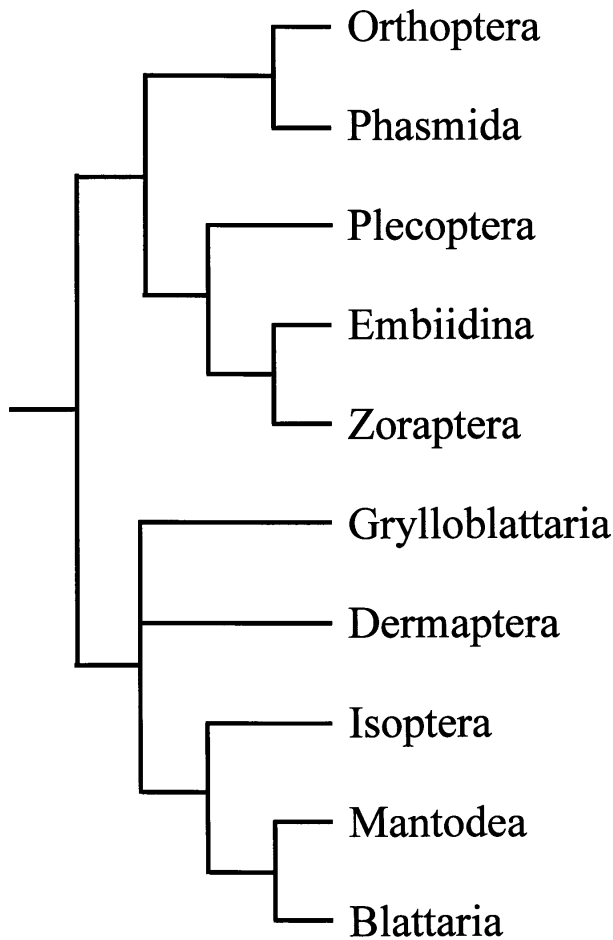 Orthoptera
Phasmida
Plecoptera
Embiidina
Zoraptera
Grylloblattaria
Dermaptera
Isoptera
Mantodea
Blattaria